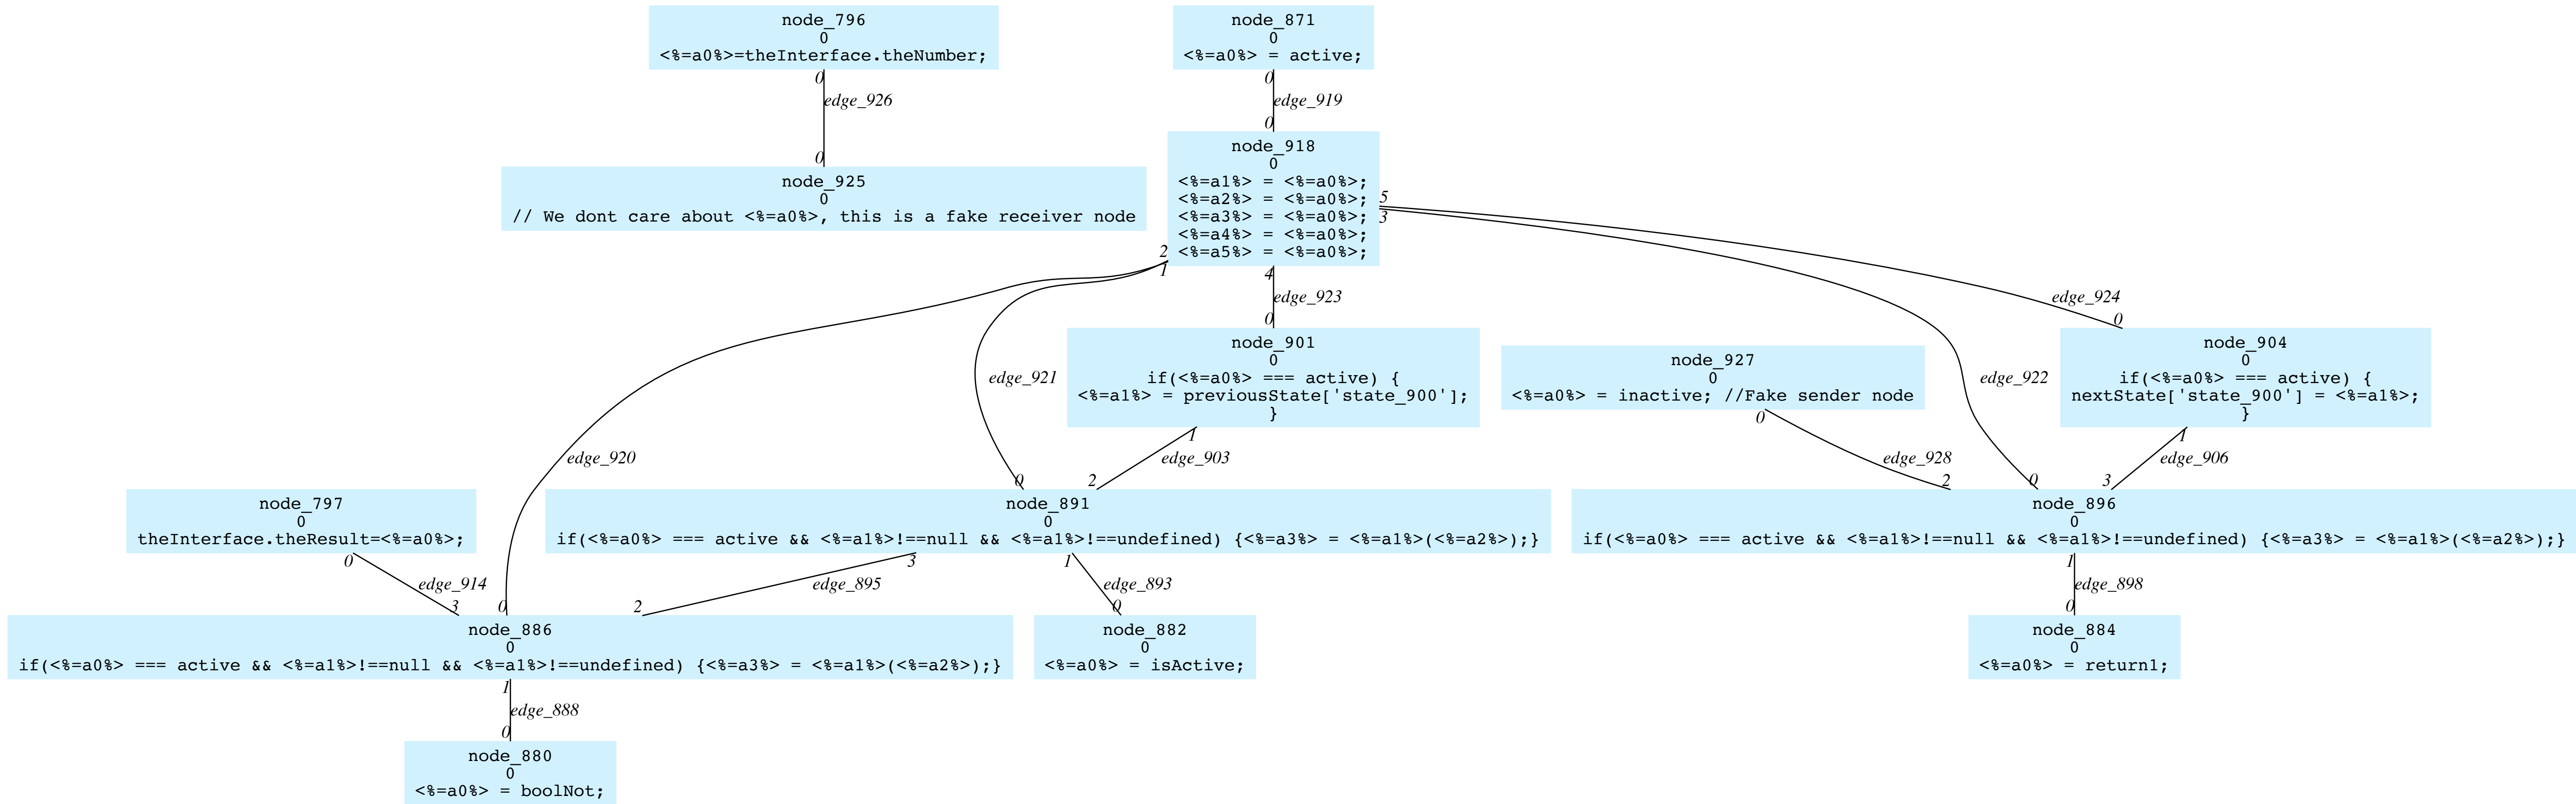 node_796
0
<%=a0%>=theInterface.theNumber;
node_871
0
<%=a0%> = active;
0
edge_926
0
0
edge_919
0
node_925
0
// We dont care about <%=a0%>, this is a fake receiver node
node_918
0
<%=a1%> = <%=a0%>;
<%=a2%> = <%=a0%>;
<%=a3%> = <%=a0%>;
<%=a4%> = <%=a0%>;
<%=a5%> = <%=a0%>;
5
3
2
1
4
edge_923
0
edge_924
0
node_901
0
if(<%=a0%> === active) {
<%=a1%> = previousState['state_900'];
}
node_927
0
<%=a0%> = inactive; //Fake sender node
node_904
0
if(<%=a0%> === active) {
nextState['state_900'] = <%=a1%>;
}
edge_921
edge_922
edge_920
1
edge_903
2
0
0
edge_928
2
0
1
edge_906
3
node_797
0
theInterface.theResult=<%=a0%>;
node_891
0
if(<%=a0%> === active && <%=a1%>!==null && <%=a1%>!==undefined) {<%=a3%> = <%=a1%>(<%=a2%>);}
node_896
0
if(<%=a0%> === active && <%=a1%>!==null && <%=a1%>!==undefined) {<%=a3%> = <%=a1%>(<%=a2%>);}
0
edge_914
3
0
3
edge_895
2
1
edge_893
0
1
edge_898
0
node_886
0
if(<%=a0%> === active && <%=a1%>!==null && <%=a1%>!==undefined) {<%=a3%> = <%=a1%>(<%=a2%>);}
node_882
0
<%=a0%> = isActive;
node_884
0
<%=a0%> = return1;
1
edge_888
0
node_880
0
<%=a0%> = boolNot;